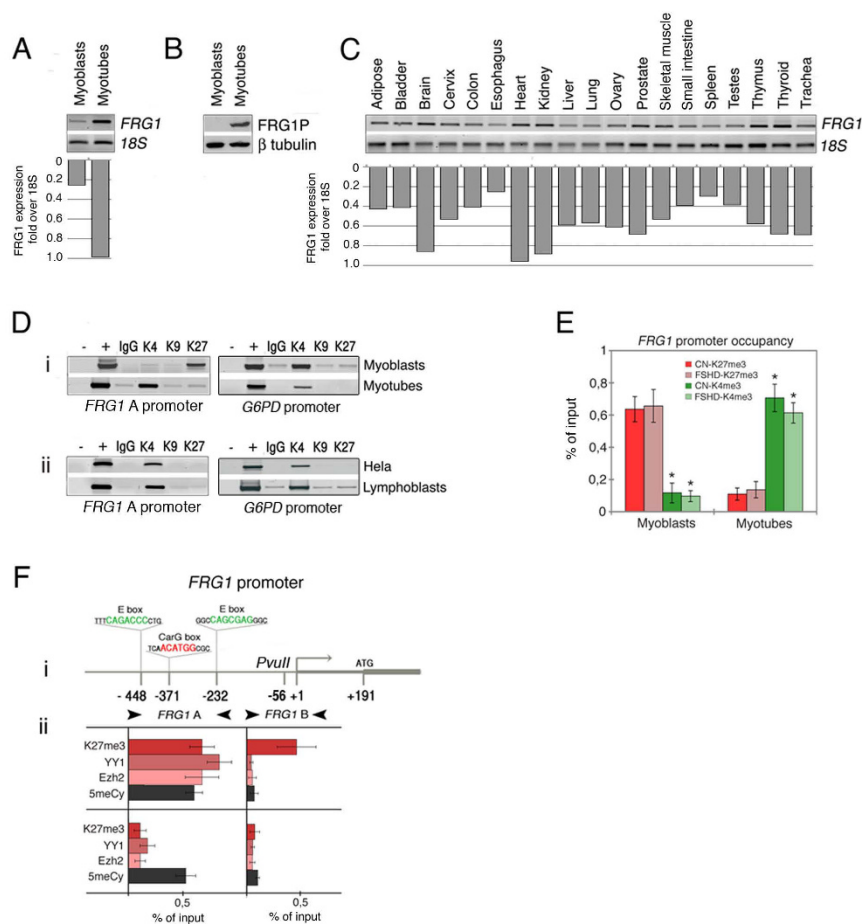 A
Myoblasts
Myotubes
FRG1
18S
0
0.2
0.4
0.6
0.8
1.0
FRG1 expression
fold over 18S
B
Myoblasts
Myotubes
FRG1P
β tubulin
C
Adipose
Bladder
Brain
Cervix
Colon
Esophagus
Heart
Kidney
Liver
Lung
Ovary
Prostate
Skeletal muscle
Small intestine
Spleen
Testes
Thymus
Thyroid
Trachea
FRG1
18S
0
0.2
0.4
0.6
0.8
1.0
FRG1 expression
fold over 18S
D
- + IgG K4 K9 K27 - + IgG K4 K9 K27
i
Myoblasts
Myotubes
FRG1 A promoter G6PD promoter
- + IgG K4 K9 K27 - + IgG K4 K9 K27
ii
Hela
Lymphoblasts
FRG1 A promoter G6PD promoter
E
FRG1 promoter occupancy
CN-K27me3
FSHD-K27me3
CN-K4me3
FSHD-K4me3
% of input
1
0.8
0.6
0.4
0,2
0
* * * *
Myoblasts Myotubes
F
FRG1 promoter
E box E box
TTTCAGACCCCTG GGCCAGCGAGGGC
CarG box
TCAACATGGCGC
i
PvuII ATG
- 448 -371 -232 -56 +1 +191
FRG1 A FRG1 B
ii
K27me3
YY1
Ezh2
5meCy
K27me3
YY1
Ezh2
5meCy
0,5 0,5
% of input % of input